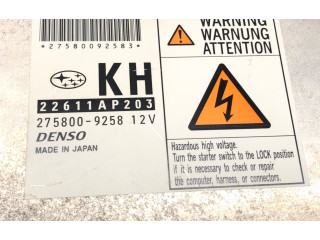 *27580092583*
KH
22611AP203
275800-9258 12V
DENSO
MADE IN JAPAN
WARNING
WARNUNG
ATTENTION
Hazardous high voltage.
Turn the starter switch to the LOCK position
if it is necessary to check or repair
the computer, harness, or connectors.